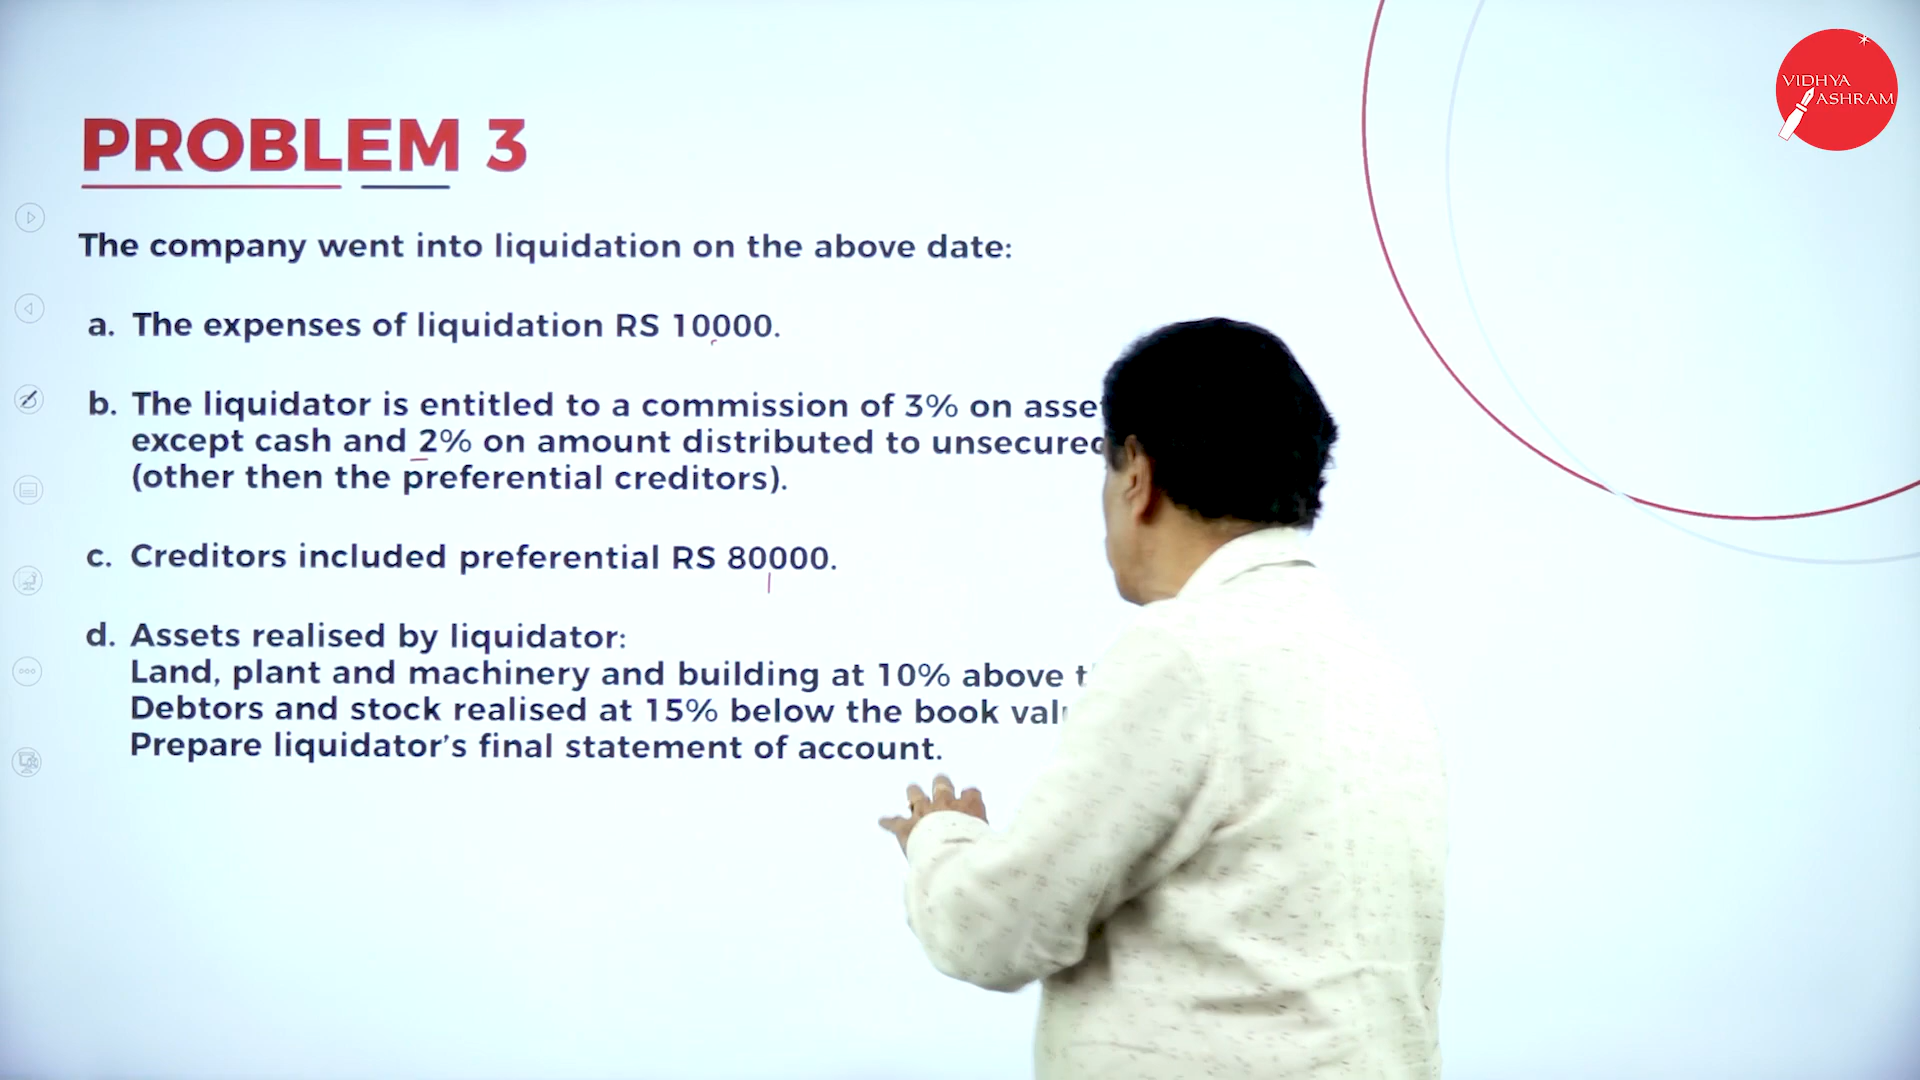 VIDHYA
ASHRAM
PROBLEM 3
The company went into liquidation on the above date:
a. The expenses of liquidation RS 10000.
b. The liquidator is entitled to a commission of 3% on
except cash and 2% on amount distributed to
(other then the preferential creditors).
c. Creditors included preferential RS 80000.
d. Assets realised by liquidator:
Land, plant and machinery and building at 10% above
Debtors and stock realised at 15% below the book
Prepare liquidator's final statement of account.